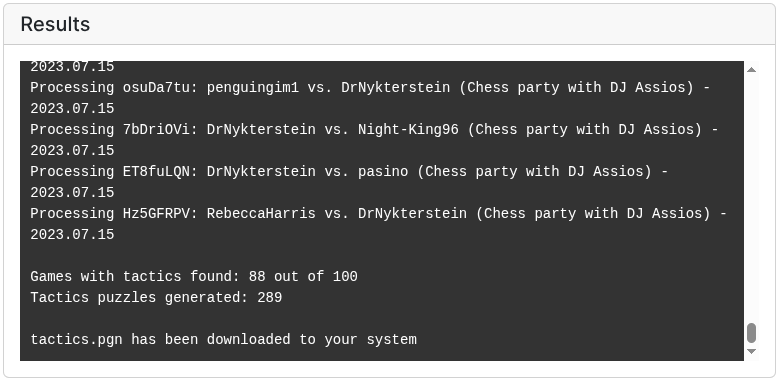 Results
2023.07.15
Processing osuDa7tu: penguingim1 vs. DrNykterstein (Chess party with DJ Assios) -
2023.07.15
Processing 7bDriOVi: DrNykterstein vs. Night-King96 (Chess party with DJ Assios) -
2023.07.15
Processing ET8fuLQN: DrNykterstein vs. pasino (Chess party with DJ Assios) -
2023.07.15
Processing Hz5GFRPV: RebeccaHarris vs. DrNykterstein (Chess party with DJ Assios) -
2023.07.15
Games with tactics found: 88 out of 100
Tactics puzzles generated: 289
tactics.pgn has been downloaded to your system